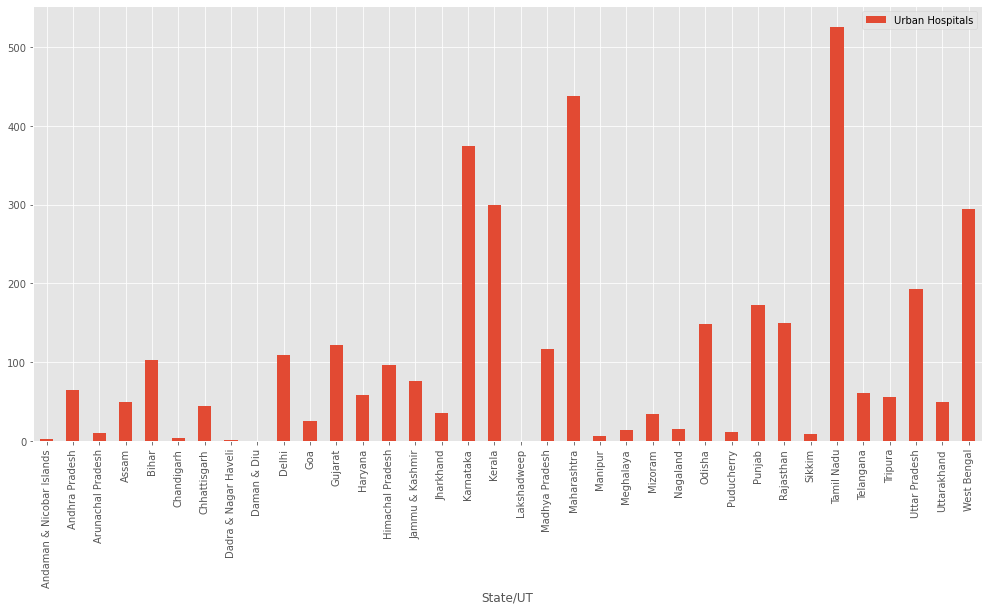 Urban Hospitals
500
400
300
200
100
0
Andaman & Nicobar Islands
Andhra Pradesh
Arunachal Pradesh
Assam
Bihar
Chandigarh
Chhattisgarh
Dadra & Nagar Haveli
Daman & Diu
Delhi
Goa
Gujarat
Haryana
Himachal Pradesh
Jammu & Kashmir
Jharkhand
Karnataka
Kerala
Lakshadweep
Madhya Pradesh
Maharashtra
Manipur
Meghalaya
Mizoram
Nagaland
Odisha
Puducherry
Punjab
Rajasthan
Sikkim
Tamil Nadu
Telangana
Tripura
Uttar Pradesh
Uttarakhand
West Bengal
State/UT